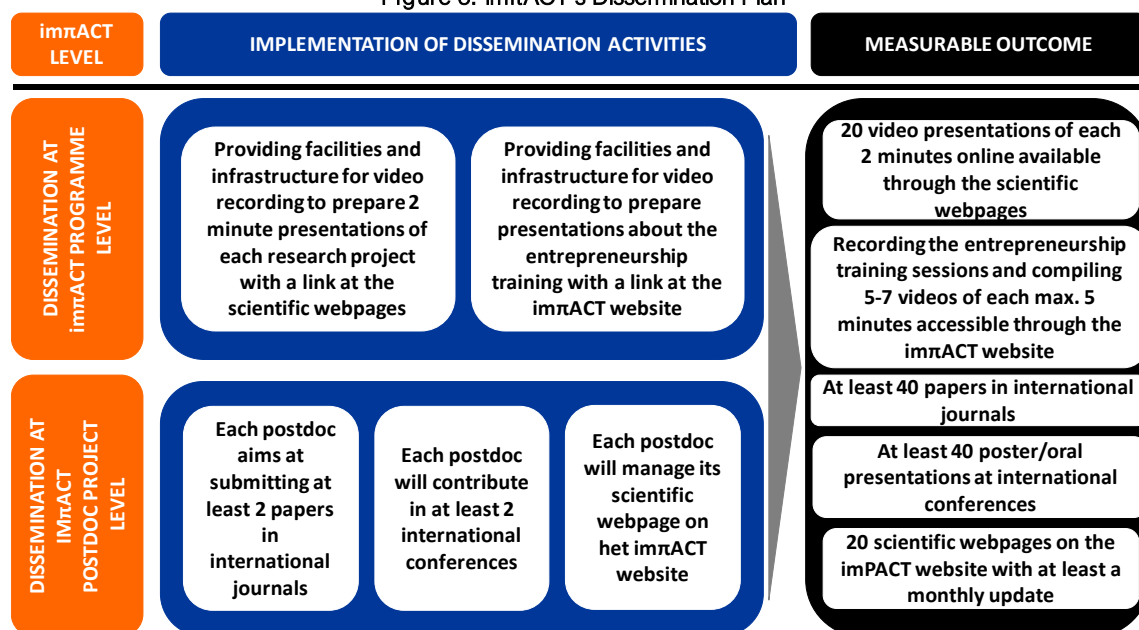 Figure 6: imπACT's Dissemination Plan
imπACT
LEVEL
IMPLEMENTATION OF DISSEMINATION ACTIVITIES
MEASURABLE OUTCOME
DISSEMINATION AT
imπACT PROGRAMME
LEVEL
Providing facilities and
infrastructure for video
recording to prepare 2
minute presentations of
each research project
with a link at the
scientific webpages
Providing facilities and
infrastructure for video
recording to prepare
presentations about the
entrepreneurship
training with a link at the
imπACT website
20 video presentations of each
2 minutes online available
through the scientific
webpages
Recording the entrepreneurship
training sessions and compiling
5-7 videos of each max. 5
minutes accessible through the
imπACT website
DISSEMINATION AT
IMπACT
POSTDOC PROJECT
LEVEL
Each postdoc
aims at
submitting at
least 2 papers
in
international
journals
Each postdoc
will contribute
in at least 2
international
conferences
Each postdoc
will manage its
scientific
webpage on
het imπACT
website
At least 40 papers in international
journals
At least 40 poster/oral
presentations at international
conferences
20 scientific webpages on the
imPACT website with at least a
monthly update